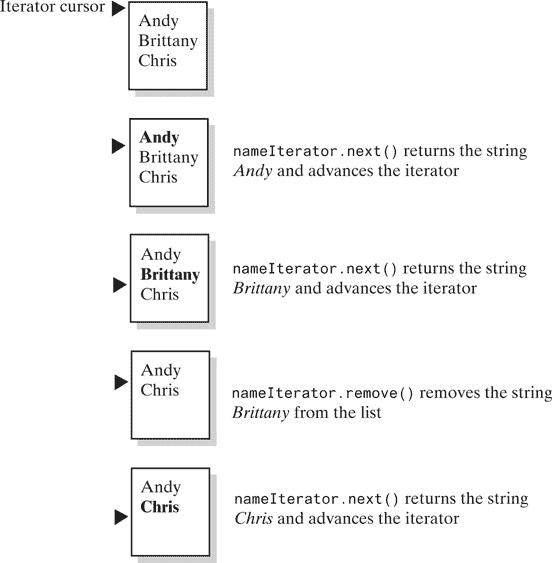 Iterator cursor
Andy
Brittany
Chris
Andy
Brittany
Chris
nameIterator.next() returns the string
Andy and advances the iterator
Andy
Brittany
Chris
nameIterator.next() returns the string
Brittany and advances the iterator
Andy
Chris
nameIterator.remove() removes the string
Brittany from the list
Andy
Chris
nameIterator.next() returns the string
Chris and advances the iterator